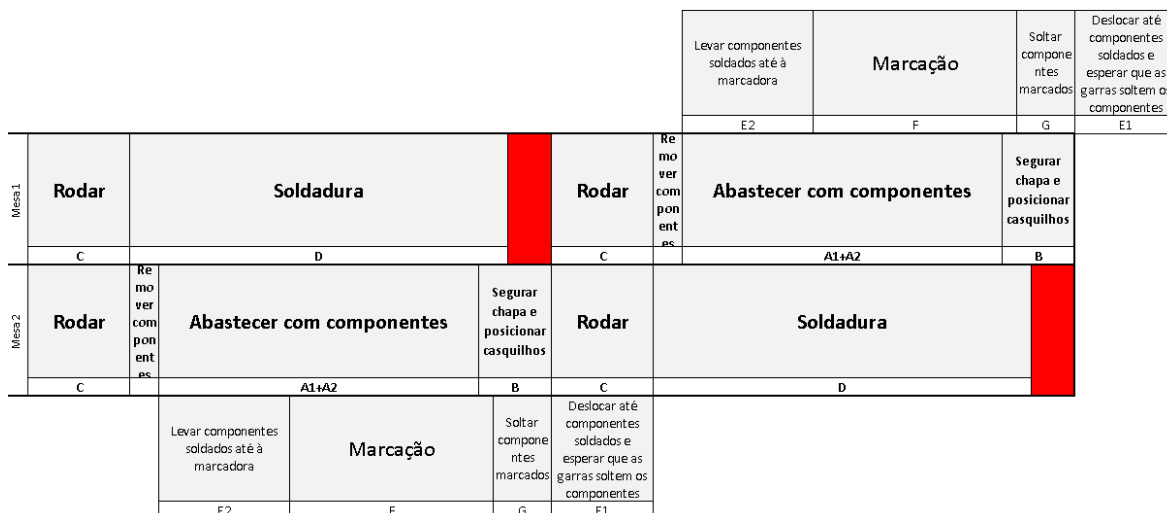 Levar componentes
soldados até à
marcadora
Marcação
Soltar
compone
ntes
marcados
Deslocar até
componentes
soldados e
esperar que as
garras soltem os
componentes
E2
F
G
E1
Mesa 1
Rodar
Soldadura
Rodar
Re
mo
ver
com
pon
ent
es
Abastecer com componentes
Segurar
chapa e
posicionar
casquilhos
C
D
C
A1+A2
B
Mesa 2
Rodar
Re
mo
ver
com
pon
ent
es
Abastecer com componentes
Segurar
chapa e
posicionar
casquilhos
Rodar
Soldadura
C
A1+A2
B
C
D
Levar componentes
soldados até à
marcadora
Marcação
Soltar
compone
ntes
marcados
Deslocar até
componentes
soldados e
esperar que as
garras soltem os
componentes
E2
F
G
E1